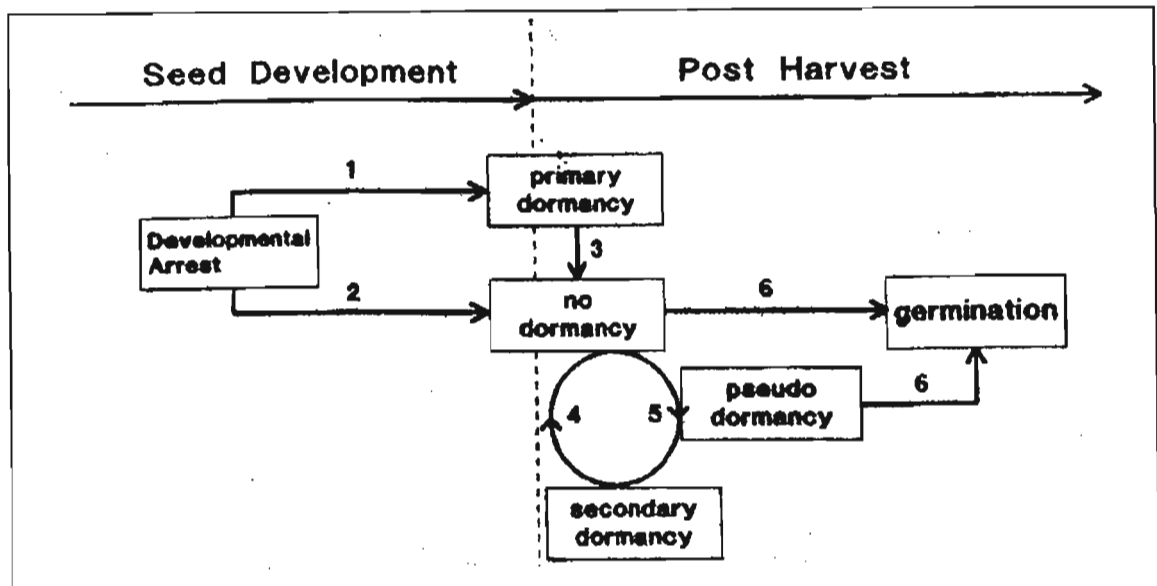 Seed Development
Post Harvest
1
primary
dormancy
Developmental
Arrest
3
2
no
dormancy
6
germination
4
5
pseudo
dormancy
6
secondary
dormancy